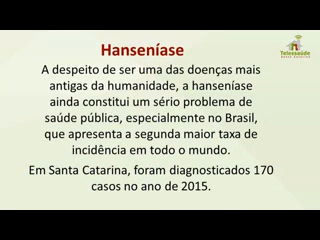 Telessaúde
SANTA CATARINA
Hanseníase
A despeito de ser uma das doenças mais
antigas da humanidade, a hanseníase
ainda constitui um sério problema de
saúde pública, especialmente no Brasil,
que apresenta a segunda maior taxa de
incidência em todo o mundo.
Em Santa Catarina, foram diagnosticados 170
casos no ano de 2015.